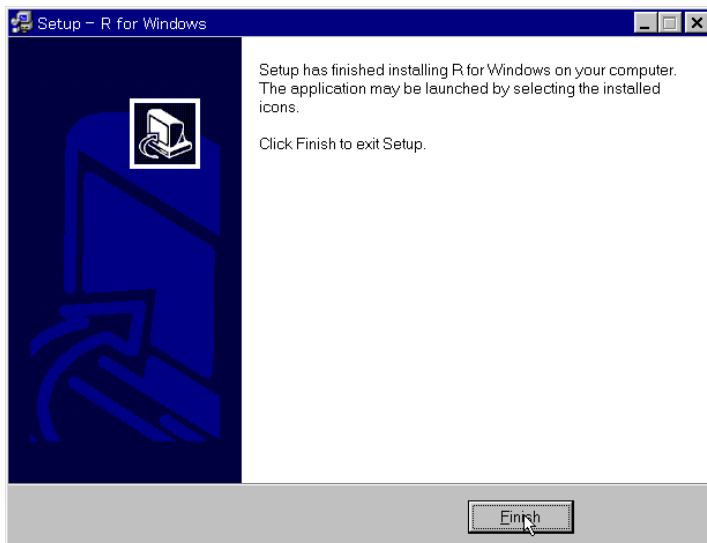 Setup – R for Windows
Setup has finished installing R for Windows on your computer.
The application may be launched by selecting the installed
icons.
Click Finish to exit Setup.
Finish